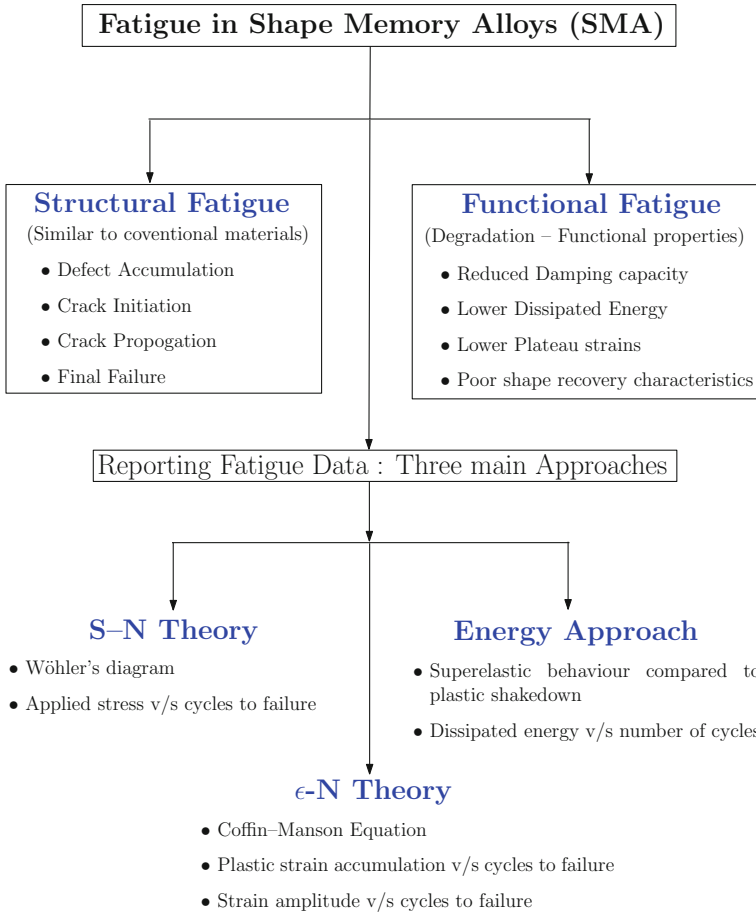 Fatigue in Shape Memory Alloys (SMA)
Structural Fatigue
(Similar to coventional materials)
• Defect Accumulation
• Crack Initiation
• Crack Propogation
• Final Failure
Functional Fatigue
(Degradation – Functional properties)
• Reduced Damping capacity
• Lower Dissipated Energy
• Lower Plateau strains
• Poor shape recovery characteristics
Reporting Fatigue Data : Three main Approaches
S–N Theory
• Wöhler's diagram
• Applied stress v/s cycles to failure
Energy Approach
• Superelastic behaviour compared to
plastic shakedown
• Dissipated energy v/s number of cycles
ϵ-N Theory
• Coffin–Manson Equation
• Plastic strain accumulation v/s cycles to failure
• Strain amplitude v/s cycles to failure